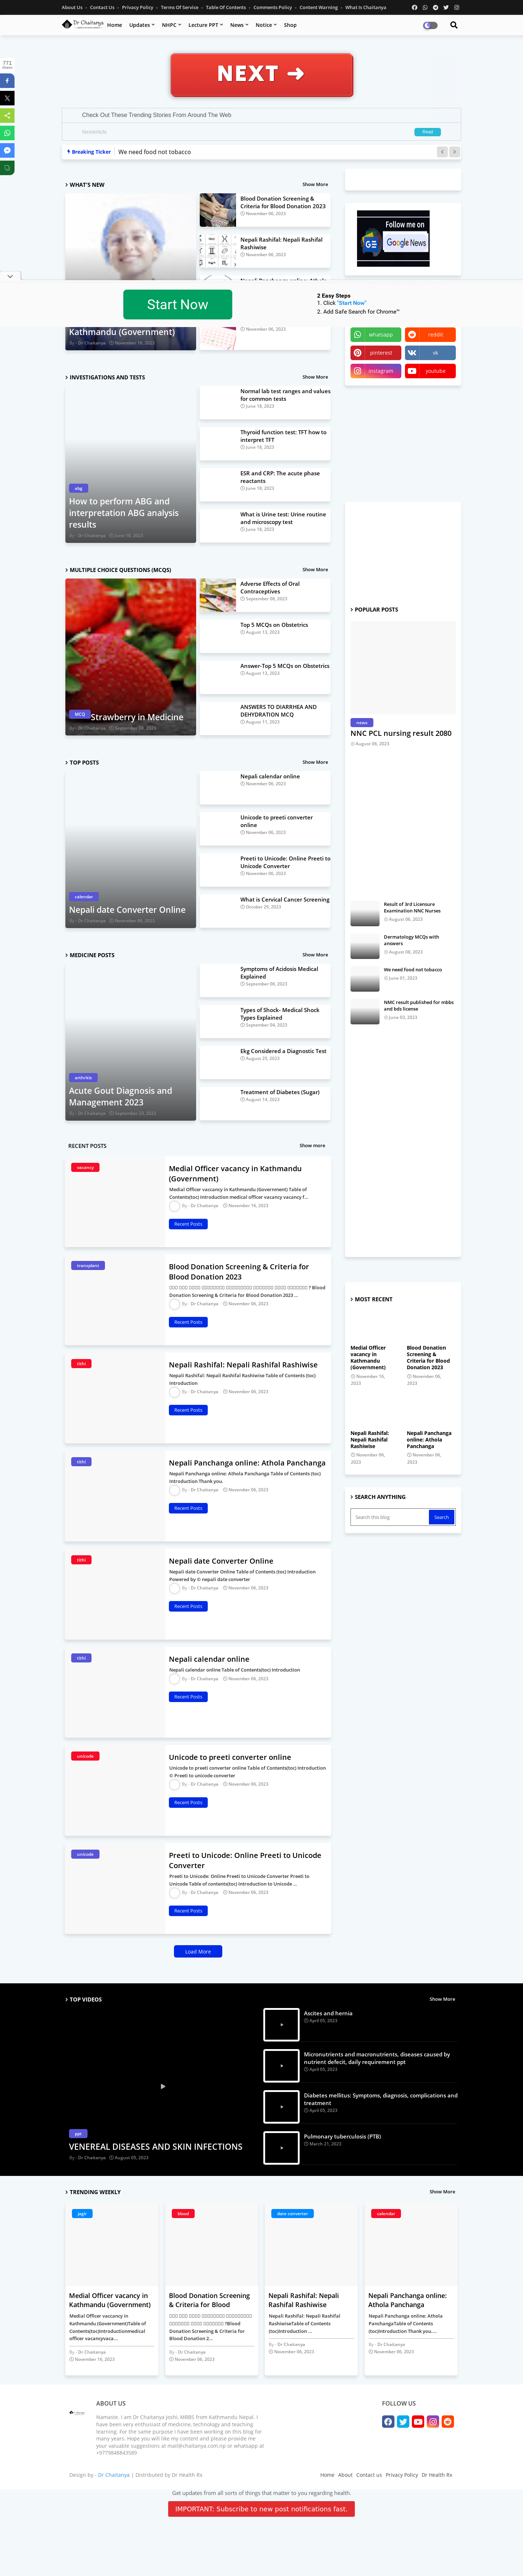 About Us - Contact Us - Privacy Policy - Terms Of Service - Table Of Contents - Comments Policy - Content Warning - What Is Chaitanya
Dr Chaitanya
Home Updates NHPC Lecture PPT News Notice Shop
771
Shares
NEXT ➜
Check Out These Trending Stories From Around The World
Read
Breaking Ticker We need food not tobacco
WHAT'S NEW Show More
Kathmandu (Government)
By - Dr Chaitanya November 16, 2023
Blood Donation Screening &
Criteria for Blood Donation 2023
November 06, 2023
Nepali Rashifal: Nepali Rashifal
Rashiwise
November 06, 2023
November 06, 2023
Follow me on
Google News
Start Now
2 Easy Steps
1. Click "Start Now"
2. Add Safe Search for Chrome™
whatsapp reddit
pinterest vk
instagram youtube
INVESTIGATIONS AND TESTS Show More
abg
How to perform ABG and
interpretation ABG analysis
results
By - Dr Chaitanya June 18, 2023
Normal lab test ranges and values
for common tests
June 18, 2023
Thyroid function test: TFT how to
interpret TFT
June 18, 2023
ESR and CRP: The acute phase
reactants
June 18, 2023
What is Urine test: Urine routine
and microscopy test
June 18, 2023
MULTIPLE CHOICE QUESTIONS (MCQS) Show More
MCQ
Strawberry in Medicine
By - Dr Chaitanya September 08, 2023
Adverse Effects of Oral
Contraceptives
September 08, 2023
Top 5 MCQs on Obstetrics
August 13, 2023
Answer-Top 5 MCQs on Obstetrics
August 13, 2023
ANSWERS TO DIARRHEA AND
DEHYDRATION MCQ
August 11, 2023
POPULAR POSTS
news
NNC PCL nursing result 2080
August 08, 2023
Result of 3rd Licensure
Examination NNC Nurses
August 06, 2023
Dermatology MCQs with
answers
August 08, 2023
We need food not tobacco
June 01, 2023
NMC result published for mbbs
and bds license
June 03, 2023
TOP POSTS Show More
calendar
Nepali date Converter Online
By - Dr Chaitanya November 06, 2023
Nepali calendar online
November 06, 2023
Unicode to preeti converter
online
November 06, 2023
Preeti to Unicode: Online Preeti to
Unicode Converter
November 06, 2023
What is Cervical Cancer Screening
October 29, 2023
MEDICINE POSTS Show More
arthritis
Acute Gout Diagnosis and
Management 2023
By - Dr Chaitanya September 23, 2023
Symptoms of Acidosis Medical
Explained
September 06, 2023
Types of Shock- Medical Shock
Types Explained
September 04, 2023
Ekg Considered a Diagnostic Test
August 25, 2023
Treatment of Diabetes (Sugar)
August 14, 2023
RECENT POSTS Show more
vacancy
Medial Officer vacancy in Kathmandu
(Government)
Medial Officer vaccancy in Kathmandu (Government) Table of
Contents(toc) Introduction medical officer vacancy vacancy f...
By - Dr Chaitanya November 16, 2023
Recent Posts
transplant
Blood Donation Screening & Criteria for
Blood Donation 2023
? Blood
Donation Screening & Criteria for Blood Donation 2023 ...
By - Dr Chaitanya November 06, 2023
Recent Posts
tithi
Nepali Rashifal: Nepali Rashifal Rashiwise
Nepali Rashifal: Nepali Rashifal Rashiwise Table of Contents (toc)
Introduction
By - Dr Chaitanya November 06, 2023
Recent Posts
tithi
Nepali Panchanga online: Athola Panchanga
Nepali Panchanga online: Athola Panchanga Table of Contents (toc)
Introduction Thank you.
By - Dr Chaitanya November 06, 2023
Recent Posts
tithi
Nepali date Converter Online
Nepali date Converter Online Table of Contents (toc) Introduction
Powered by © nepali date converter
By - Dr Chaitanya November 06, 2023
Recent Posts
tithi
Nepali calendar online
Nepali calendar online Table of Contents(toc) Introduction
By - Dr Chaitanya November 06, 2023
Recent Posts
unicode
Unicode to preeti converter online
Unicode to preeti converter online Table of Contents(toc) Introduction
© Preeti to unicode converter
By - Dr Chaitanya November 06, 2023
Recent Posts
unicode
Preeti to Unicode: Online Preeti to Unicode
Converter
Preeti to Unicode: Online Preeti to Unicode Converter Preeti to
Unicode Table of contents(toc) Introduction to Unicode ...
By - Dr Chaitanya November 06, 2023
Recent Posts
Load More
MOST RECENT
Medial Officer
vacancy in
Kathmandu
(Government)
November 16,
2023
Blood Donation
Screening &
Criteria for Blood
Donation 2023
November 06,
2023
Nepali Rashifal:
Nepali Rashifal
Rashiwise
November 06,
2023
Nepali Panchanga
online: Athola
Panchanga
November 06,
2023
SEARCH ANYTHING
Search this blog Search
TOP VIDEOS Show More
ppt
VENEREAL DISEASES AND SKIN INFECTIONS
By - Dr Chaitanya August 05, 2023
Ascites and hernia
April 05, 2023
Micronutrients and macronutrients, diseases caused by
nutrient defecit, daily requirement ppt
April 05, 2023
Diabetes mellitus: Symptoms, diagnosis, complications and
treatment
April 05, 2023
Pulmonary tuberculosis (PTB)
March 21, 2023
TRENDING WEEKLY Show More
jagir
Medial Officer vacancy in
Kathmandu (Government)
Medial Officer vaccancy in
Kathmandu (Government)Table of
Contents(toc)Introductionmedical
officer vacancyvaca...
By - Dr Chaitanya
November 16, 2023
blood
Blood Donation Screening
& Criteria for Blood
?Blood
Donation Screening & Criteria for
Blood Donation 2...
By - Dr Chaitanya
November 06, 2023
date converter
Nepali Rashifal: Nepali
Rashifal Rashiwise
Nepali Rashifal: Nepali Rashifal
RashiwiseTable of Contents
(toc)Introduction ...
By - Dr Chaitanya
November 06, 2023
calendar
Nepali Panchanga online:
Athola Panchanga
Nepali Panchanga online: Athola
PanchangaTable of Contents
(toc)Introduction Thank you....
By - Dr Chaitanya
November 06, 2023
ABOUT US
Namaste. I am Dr Chaitanya Joshi, MBBS from Kathmandu Nepal. I
have been very enthusiast of medicine, technology and teaching
learning. For the same purpose I have been working on this blog for
many years. Hope you will like my content and please provide me
your valuable suggestions at mail@chaitanya.com.np or whatsapp at
+9779848843589
FOLLOW US
Design by - Dr Chaitanya | Distributed by Dr Health Rx
Home About Contact us Privacy Policy Dr Health Rx
Get updates from all sorts of things that matter to you regarding health.
IMPORTANT: Subscribe to new post notifications fast.